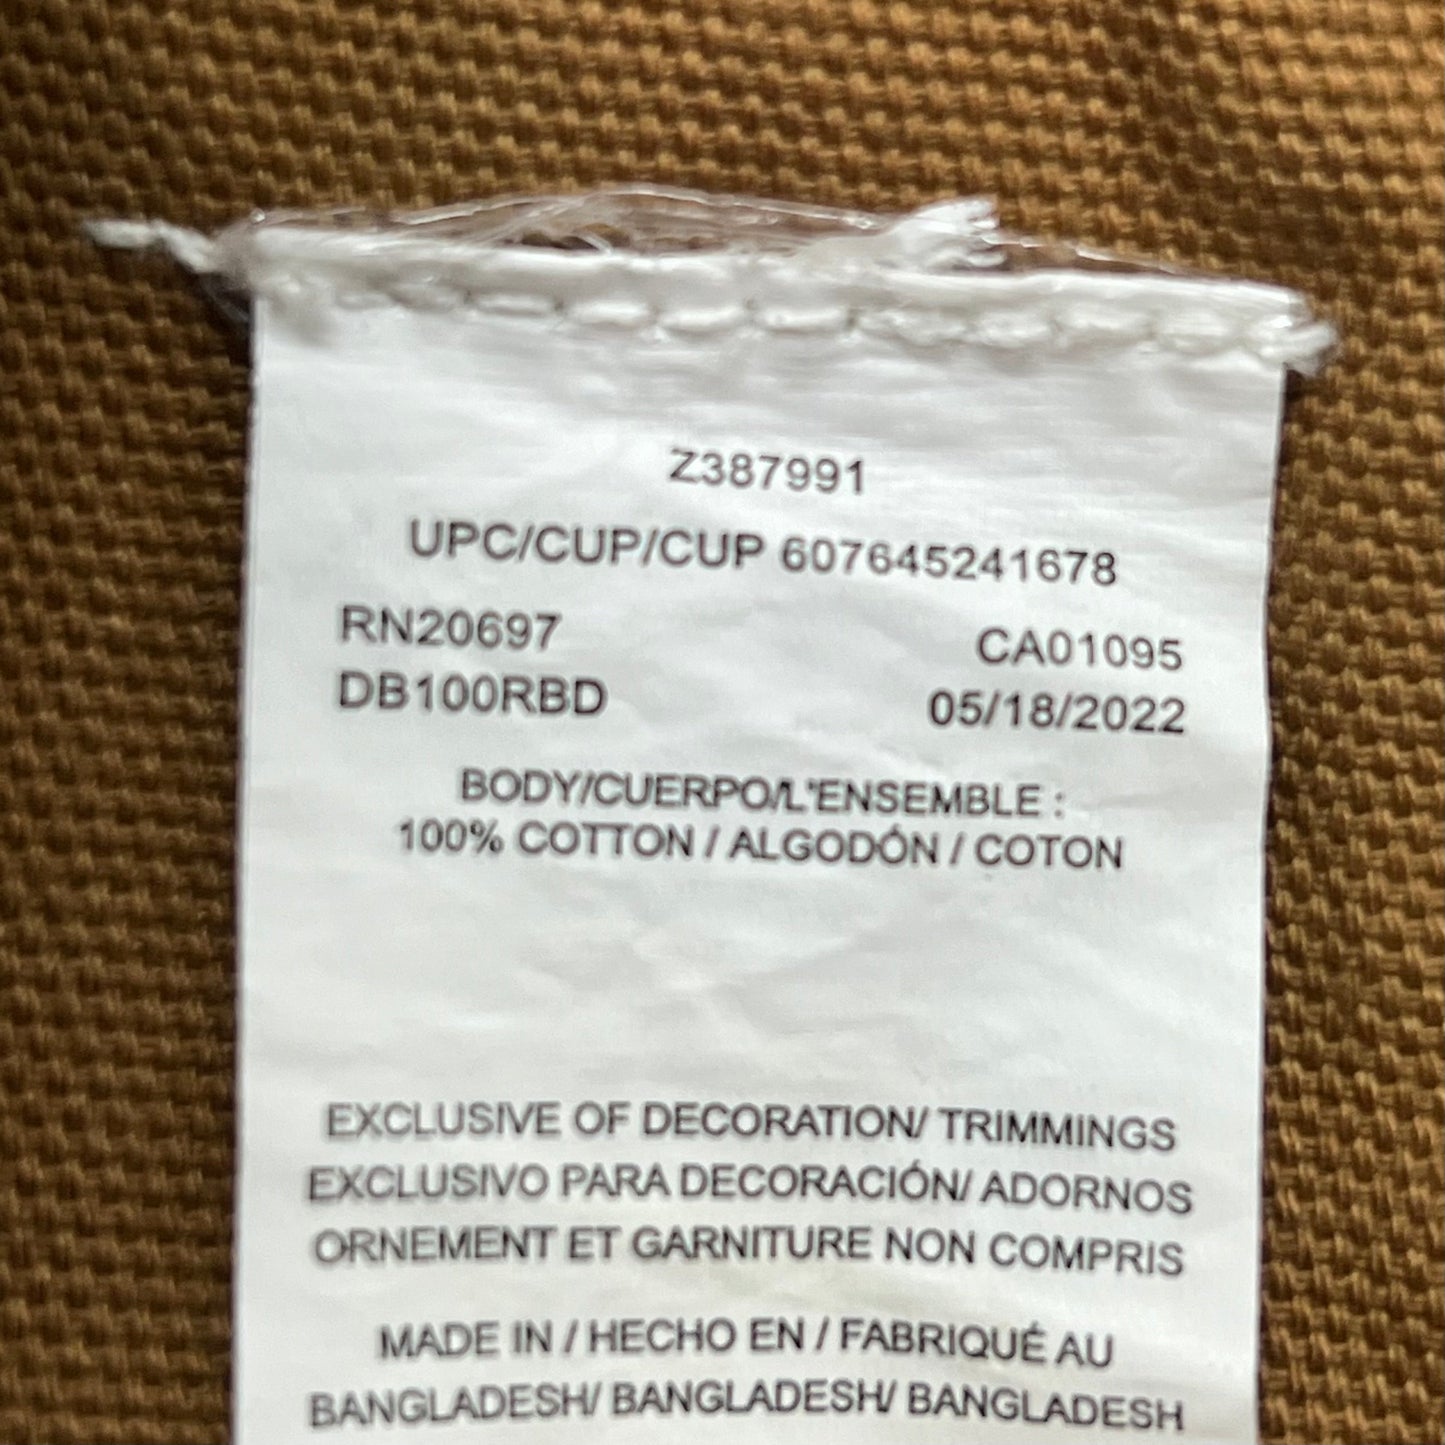 Z387991
UPC/CUP/CUP 607645241678
RN20697 CA01095
DB100RBD 05/18/2022
BODY/CUERPO/L'ENSEMBLE :
100% COTTON / ALGODÓN / COTON
EXCLUSIVE OF DECORATION/ TRIMMINGS
EXCLUSIVO PARA DECORACIÓN/ ADORNOS
ORNEMENT ET GARNITURE NON COMPRIS
MADE IN / HECHO EN / FABRIQUÉ AU
BANGLADESH/ BANGLADESH/ BANGLADESH